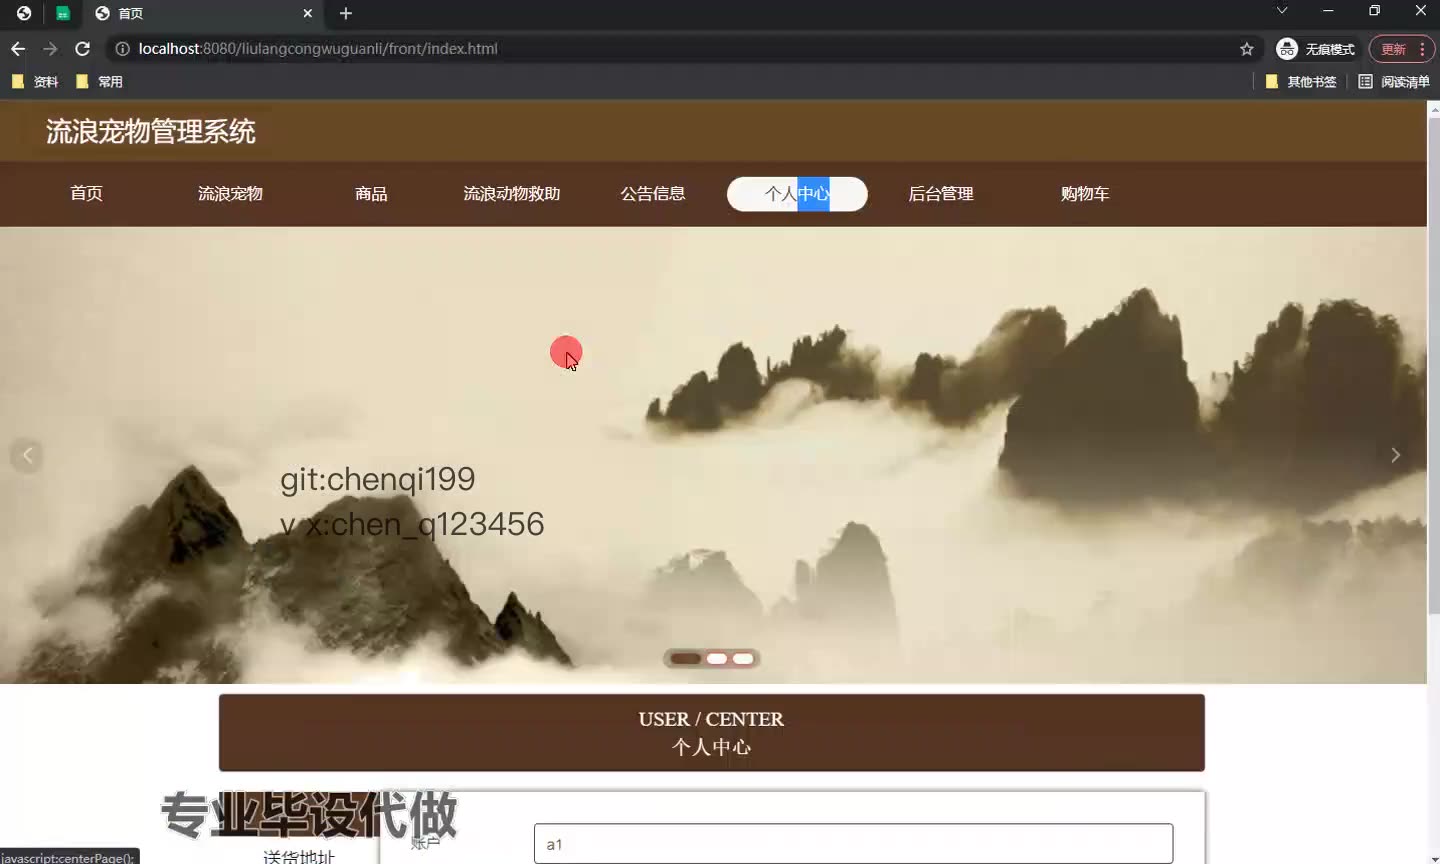 首页
localhost:8080/liulangcongwuguanli/front/index.html
无痕模式
更新
资料
常用
其他书签
阅读清单
流浪宠物管理系统
首页
流浪宠物
商品
流浪动物救助
公告信息
个人中心
后台管理
购物车
git:chenqi199
v x:chen_q123456
USER / CENTER
个人中心
专业毕设代做
账户
a1
送货地址
javascript:centerPage();